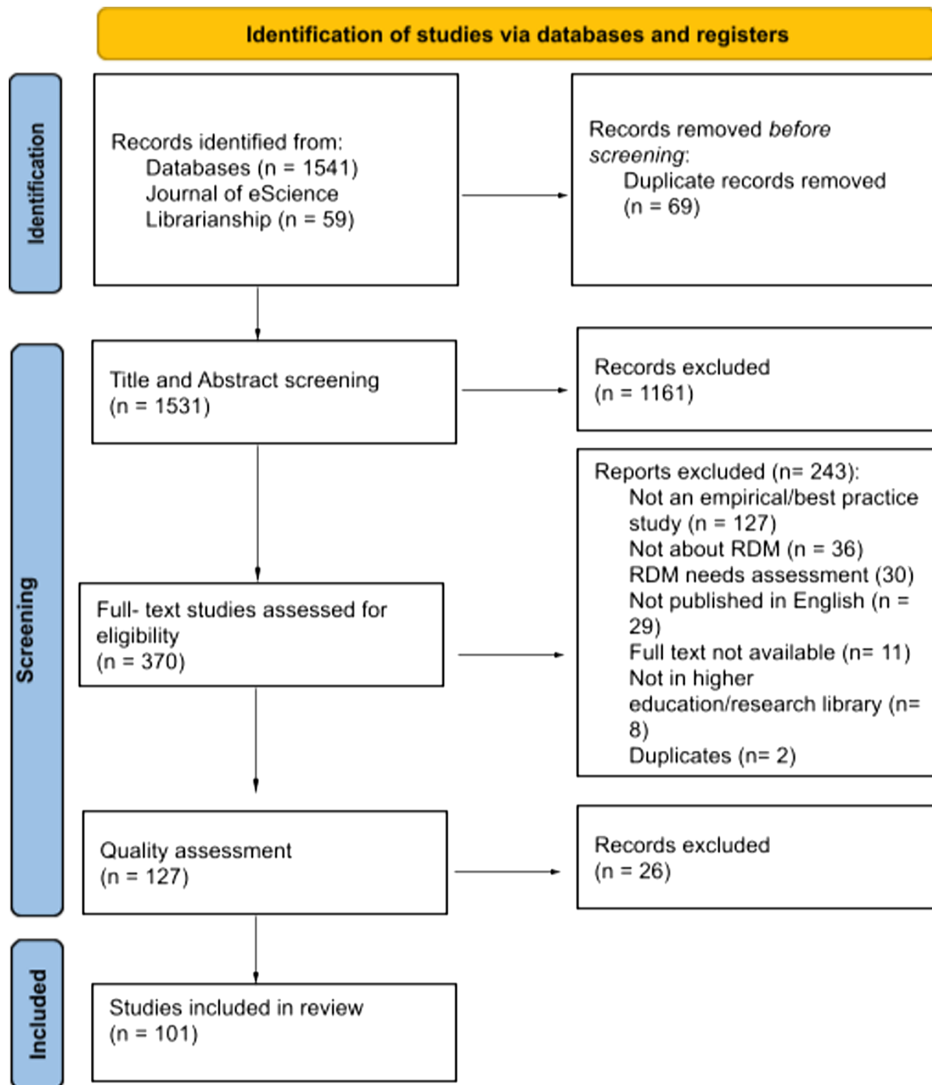 Identification of studies via databases and registers
Identification
Records identified from:
Databases (n = 1541)
Journal of eScience
Librarianship (n = 59)
Records removed before
screening:
Duplicate records removed
(n = 69)
Screening
Title and Abstract screening
(n = 1531)
Records excluded
(n = 1161)
Full- text studies assessed for
eligibility
(n = 370)
Reports excluded (n= 243):
Not an empirical/best practice
study (n = 127)
Not about RDM (n = 36)
RDM needs assessment (30)
Not published in English (n =
29)
Full text not available (n= 11)
Not in higher
education/research library (n=
8)
Duplicates (n= 2)
Quality assessment
(n = 127)
Records excluded
(n = 26)
Included
Studies included in review
(n = 101)